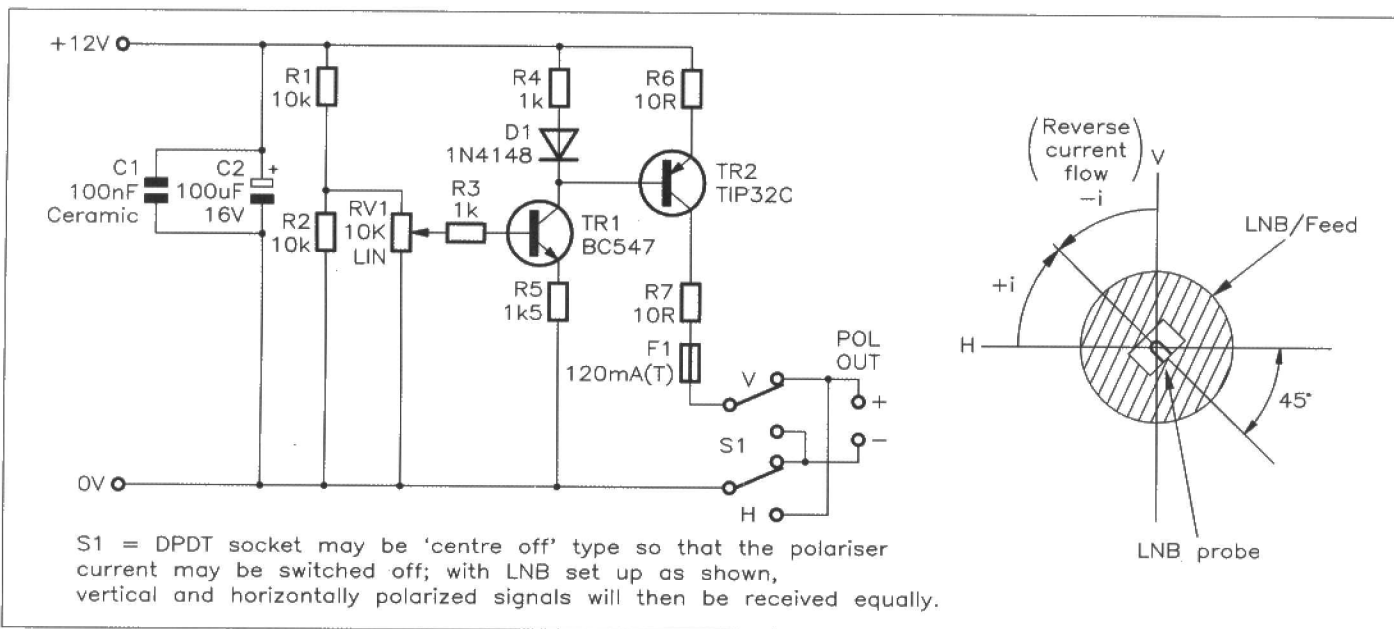 +12V
R1
10k
R4
1k
R6
10R
D1
1N4148
C1
100nF
Ceramic
C2
100uF
16V
+
R2
10k
RV1
10K
LIN
R3
1k
TR1
BC547
TR2
TIP32C
R5
1k5
R7
10R
F1
120mA(T)
V
POL
OUT
+
S1
−
0V
H
(Reverse
current
flow)
V
−i
+i
LNB/Feed
H
45°
LNB probe
S1 = DPDT socket may be 'centre off' type so that the polariser
current may be switched off; with LNB set up as shown,
vertical and horizontally polarized signals will then be received equally.